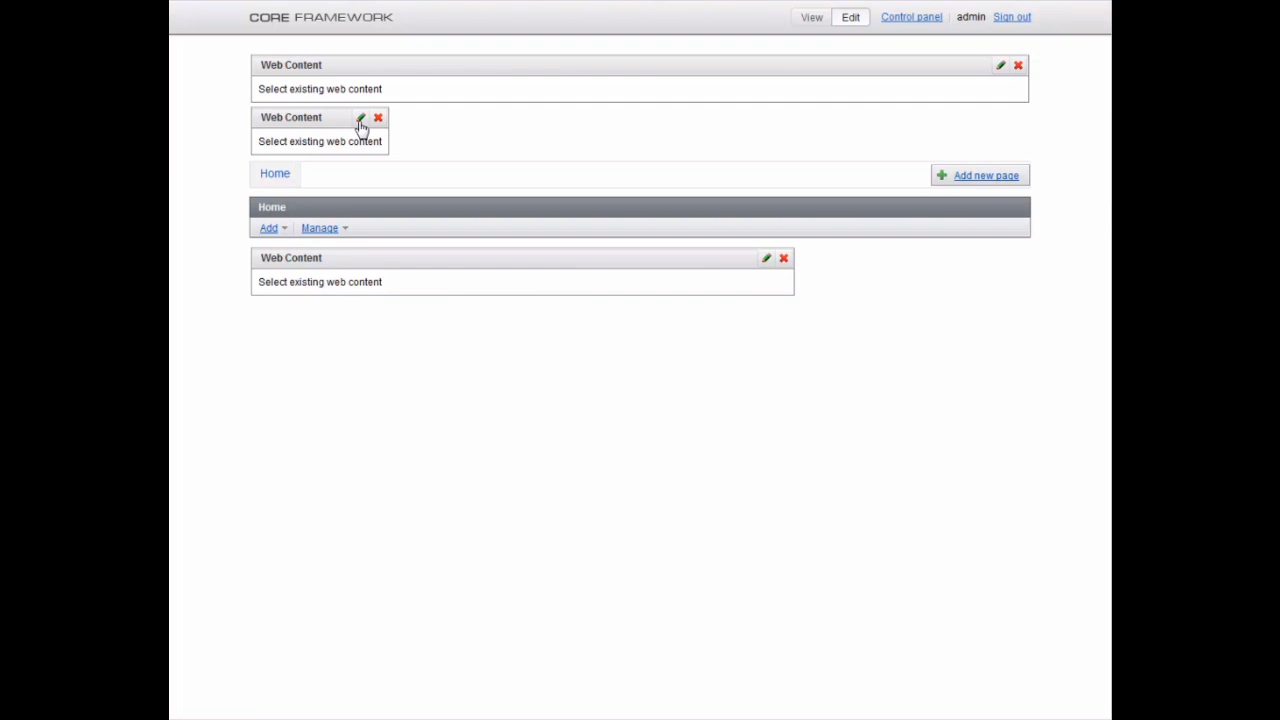 CORE FRAMEWORK View Edit Control panel admin Sign out
Web Content
Select existing web content
Web Content
Select existing web content
Home Add new page
Home
Add Manage
Web Content
Select existing web content